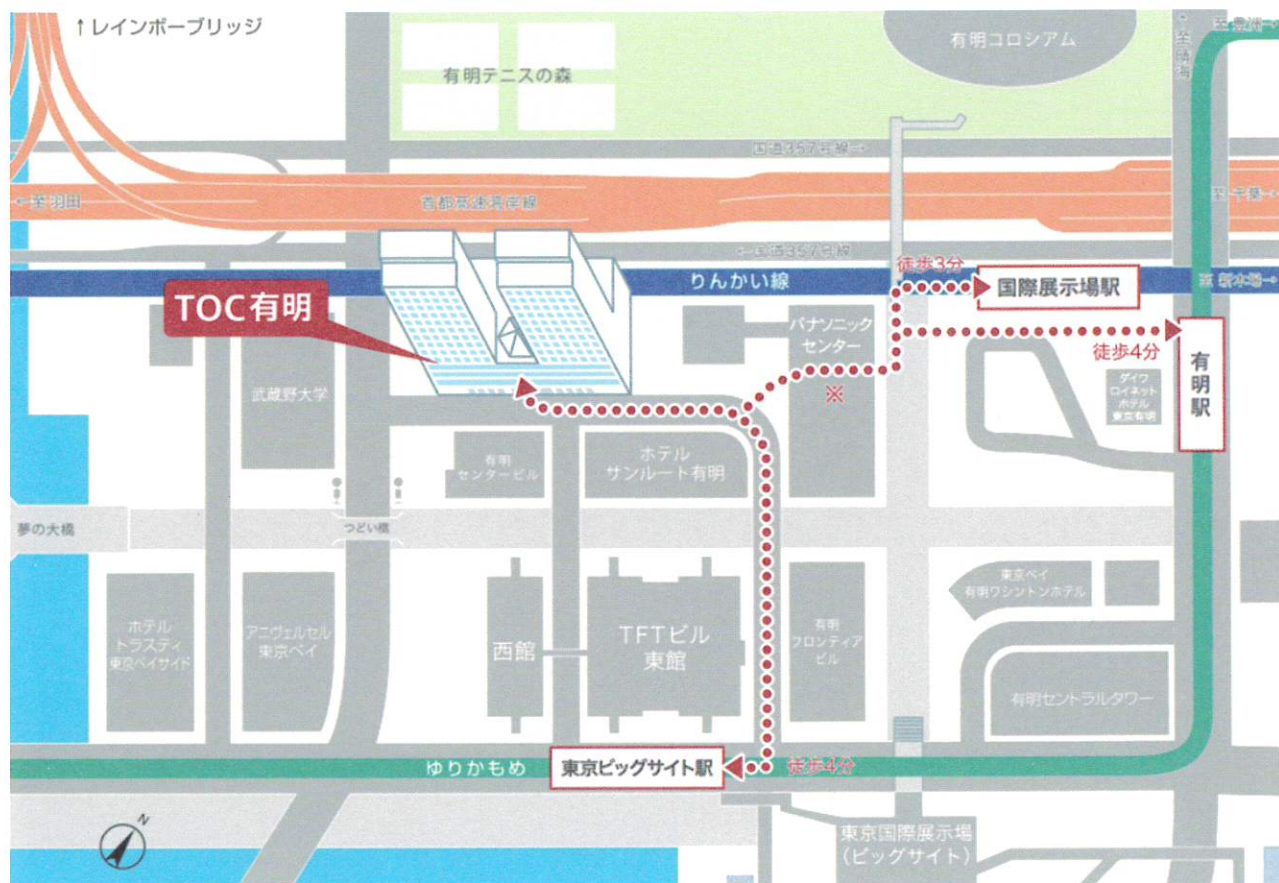 ↑レインボーブリッジ
有明テニスの森
有明コロシアム
↑至晴海
至 豊洲→
国道357号線→
←至 羽田
首都高速湾岸線
至 千葉→
←国道357号線
りんかい線
徒歩3分
国際展示場駅
至 新木場→
TOC有明
パナソニック
センター
※
徒歩4分
有明駅
ダイワ
ロイネット
ホテル
東京有明
武蔵野大学
有明
センタービル
ホテル
サンルート有明
夢の大橋
つどい橋
ホテル
トラスティ
東京ベイサイド
アニヴェルセル
東京ベイ
西館
TFTビル
東館
有明
フロンティア
ビル
東京ベイ
有明ワシントンホテル
有明セントラルタワー
ゆりかもめ
東京ビッグサイト駅
徒歩4分
東京国際展示場
(ビッグサイト)
N